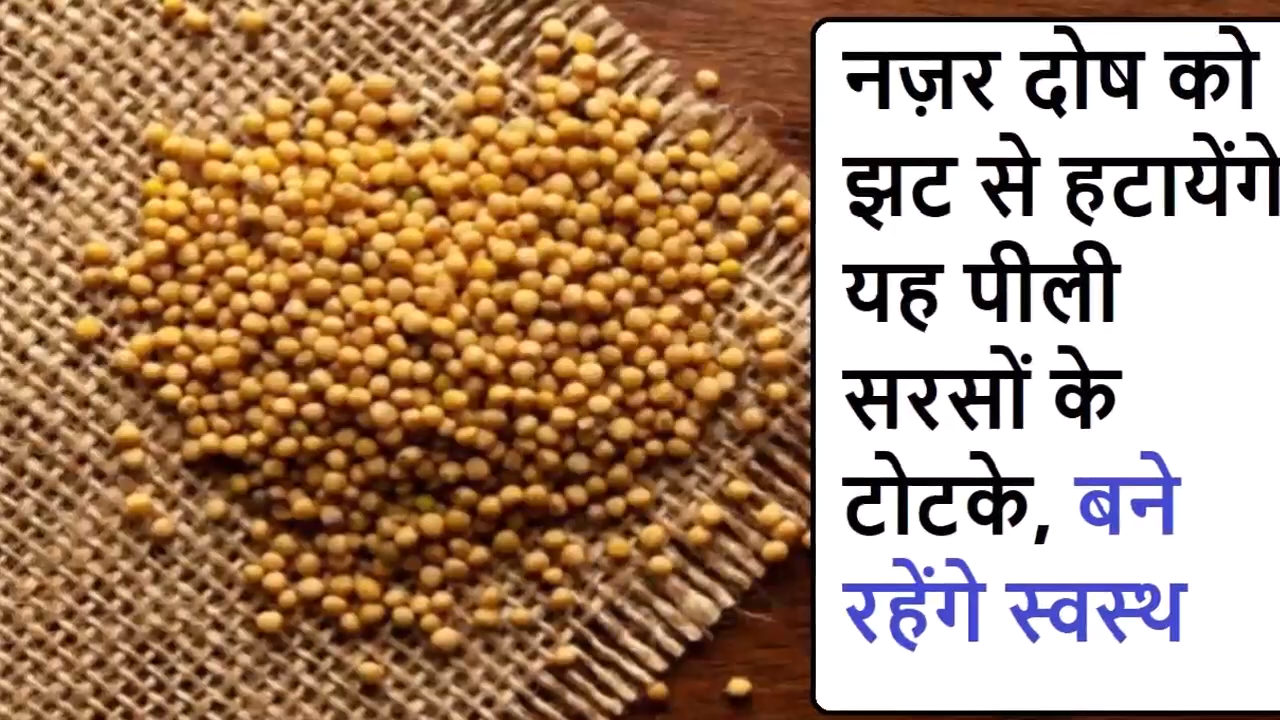 नज़र दोष को
झट से हटायेंगे
यह पीली
सरसों के
टोटके, बने
रहेंगे स्वस्थ